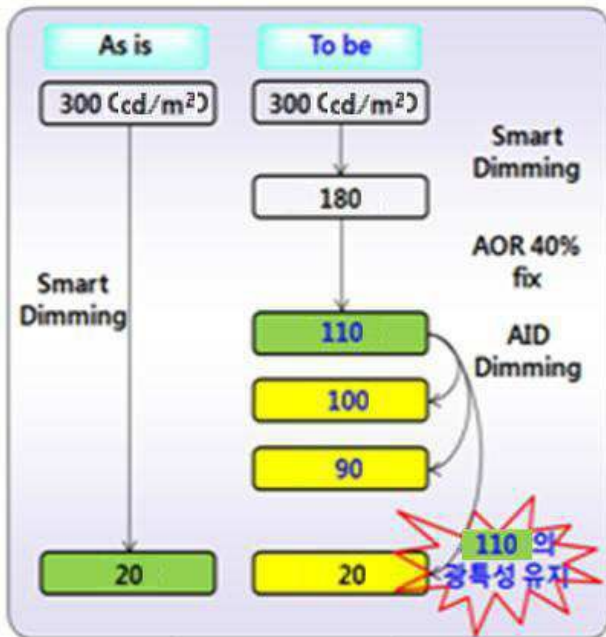 As is
To be
300 (cd/m²)
300 (cd/m²)
Smart
Dimming
180
AOR 40%
fix
Smart
Dimming
110
AID
Dimming
100
90
110 의
광특성 유지
20
20